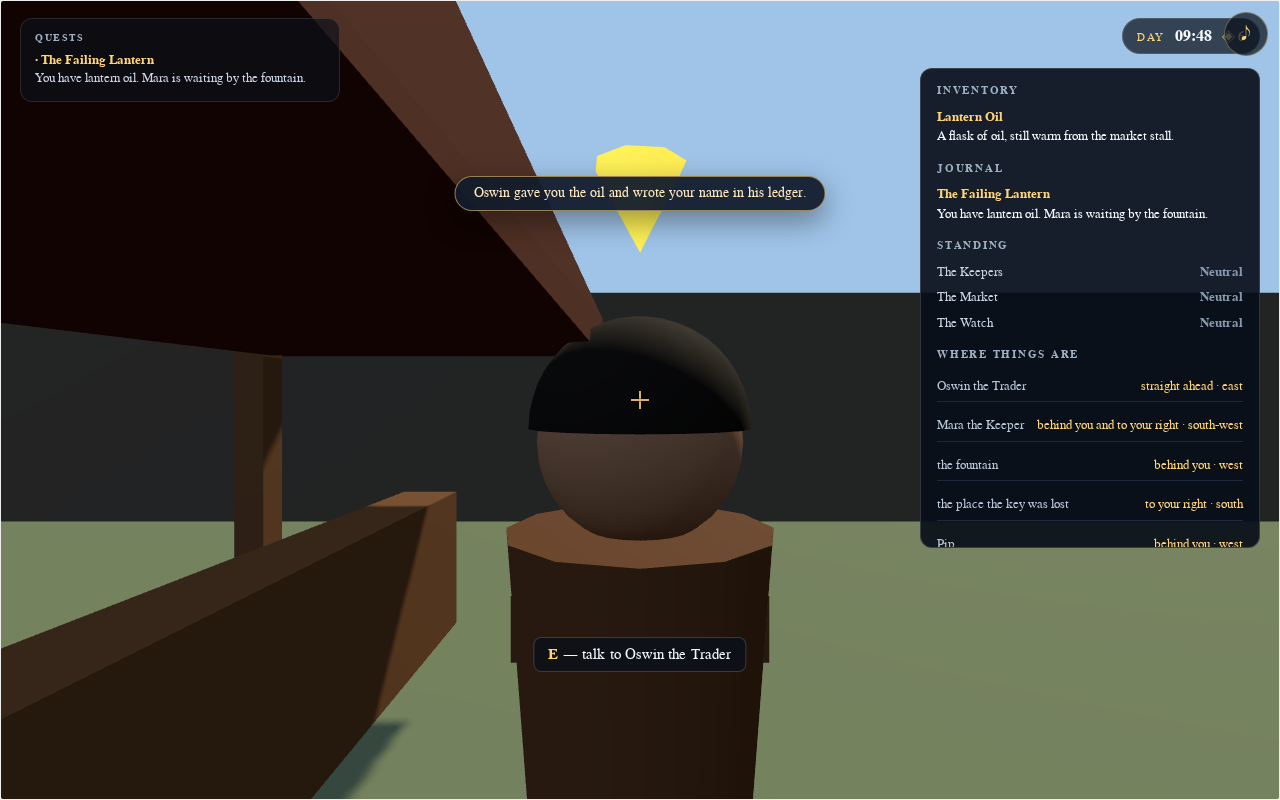 QUESTS
· The Failing Lantern
You have lantern oil. Mara is waiting by the fountain.
DAY 09:48
Oswin gave you the oil and wrote your name in his ledger.
INVENTORY
Lantern Oil
A flask of oil, still warm from the market stall.
JOURNAL
The Failing Lantern
You have lantern oil. Mara is waiting by the fountain.
STANDING
The Keepers Neutral
The Market Neutral
The Watch Neutral
WHERE THINGS ARE
Oswin the Trader straight ahead · east
Mara the Keeper behind you and to your right · south-west
the fountain behind you · west
the place the key was lost to your right · south
Pip behind you · west
E — talk to Oswin the Trader